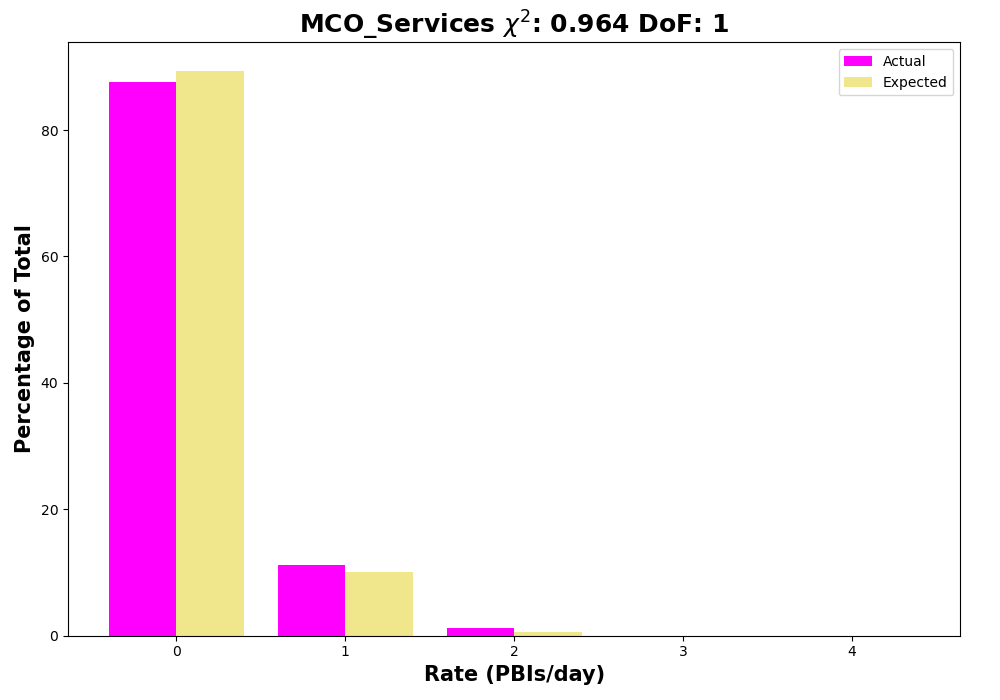 MCO_Services χ²: 0.964 DoF: 1
Actual
Expected
Percentage of Total
80
60
40
20
0
0 1 2 3 4
Rate (PBIs/day)